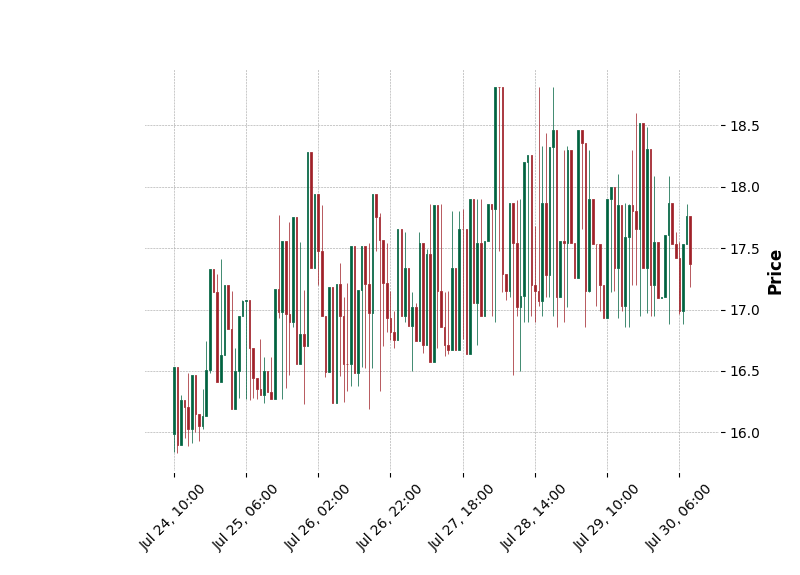 18.5
18.0
17.5
17.0
16.5
16.0
Price
Jul 24, 10:00
Jul 25, 06:00
Jul 26, 02:00
Jul 26, 22:00
Jul 27, 18:00
Jul 28, 14:00
Jul 29, 10:00
Jul 30, 06:00